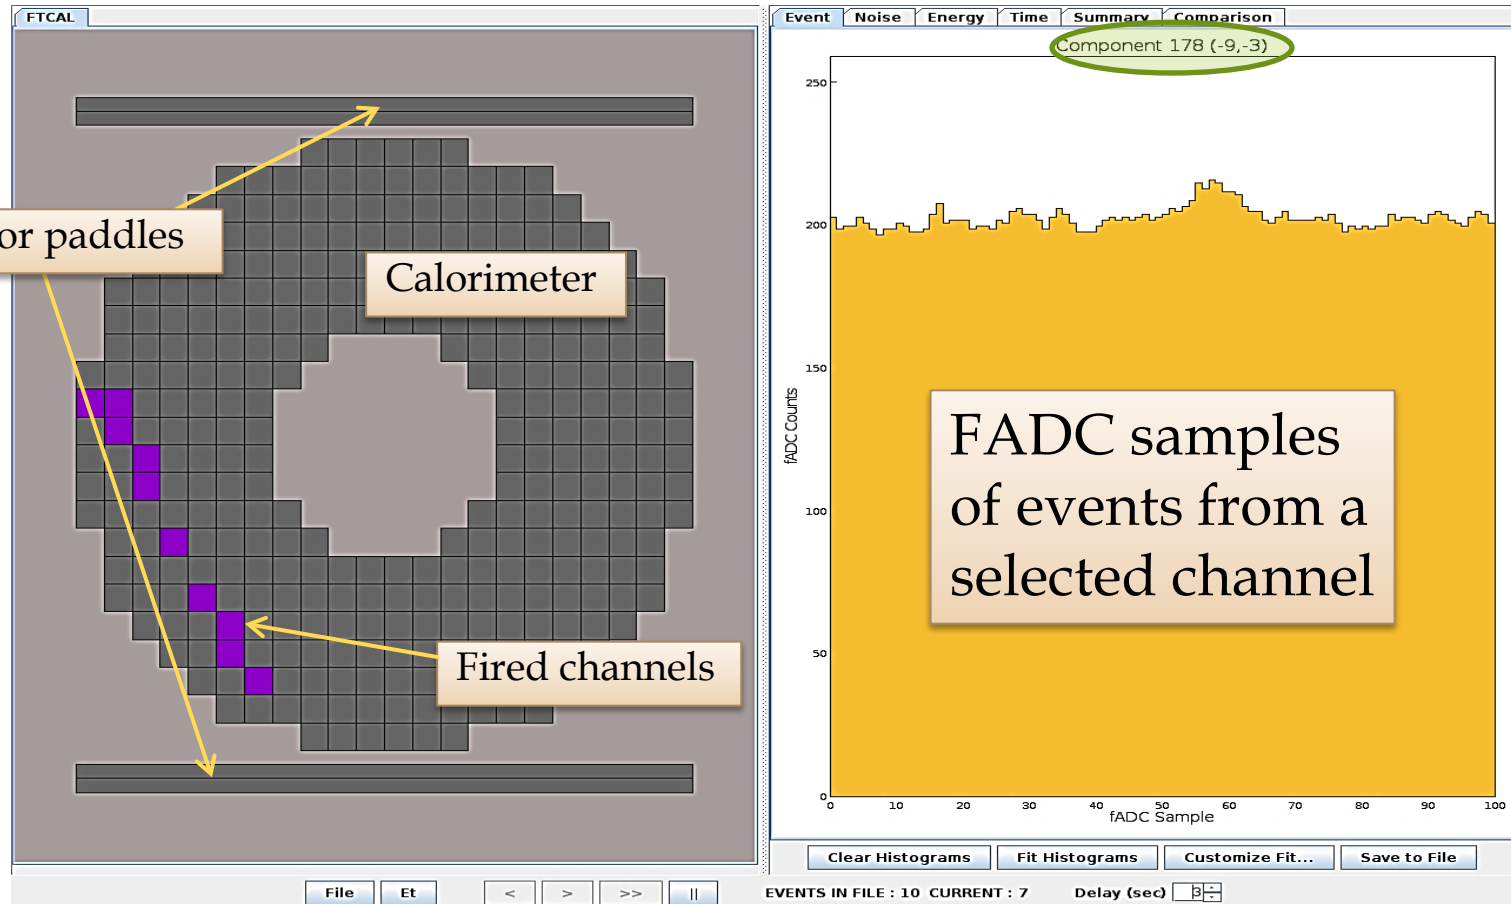 FTCAL
or paddles
Calorimeter
Fired channels
Event Noise Energy Time Summary Comparison
Component 178 (-9,-3)
250
200
150
100
50
0
fADC Counts
FADC samples
of events from a
selected channel
0 10 20 30 40 50 60 70 80 90 100
fADC Sample
Clear Histograms Fit Histograms Customize Fit... Save to File
File Et < > >> || EVENTS IN FILE : 10 CURRENT : 7 Delay (sec) 3